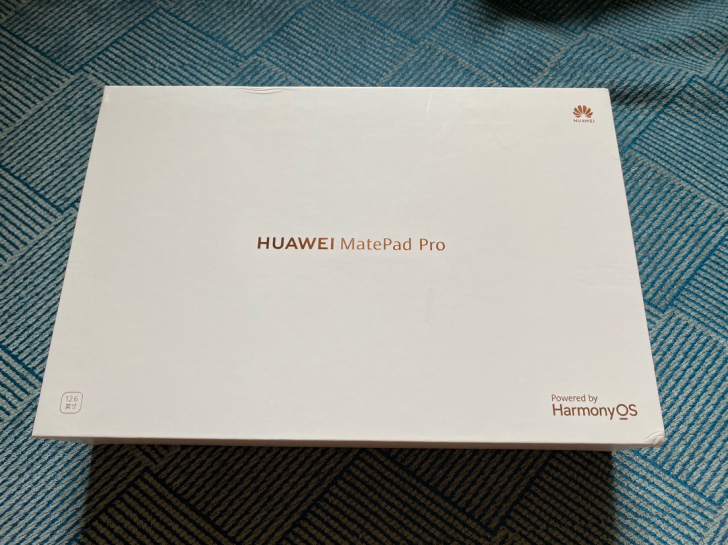 HUAWEI
HUAWEI MatePad Pro
12.6
英寸
Powered by
HarmonyOS